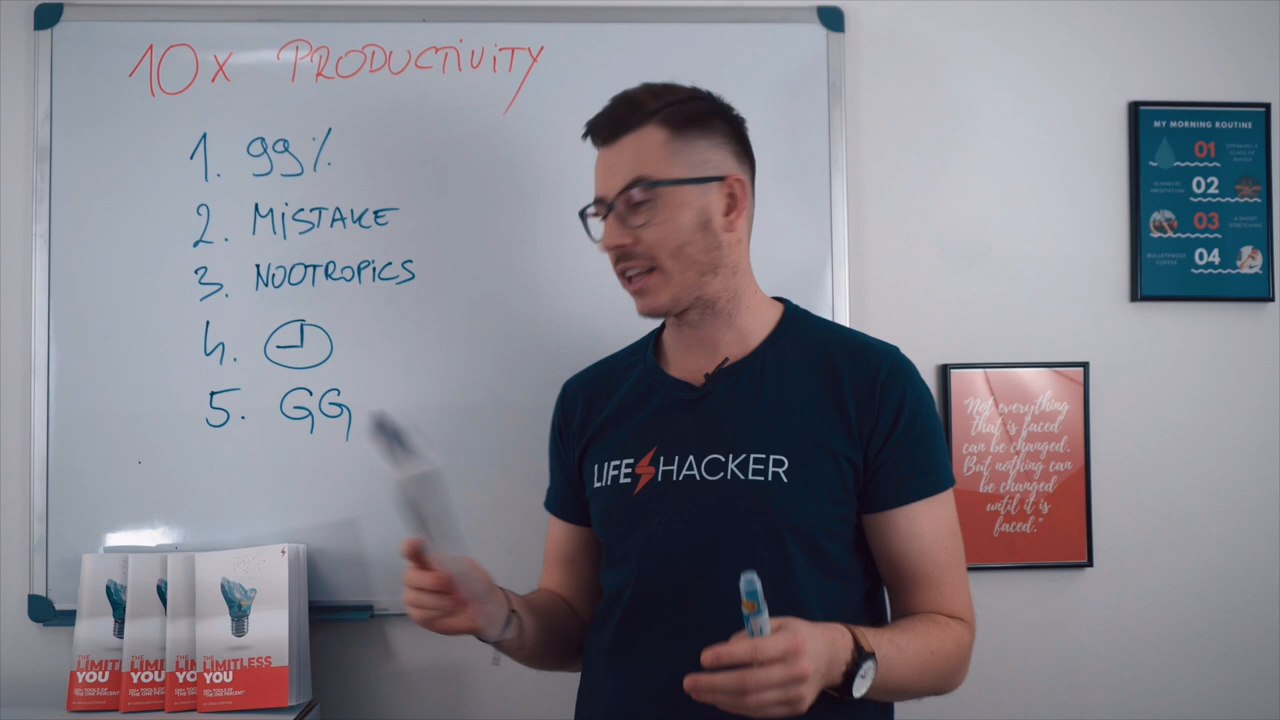 10x PRODUCTIVITY
1. 99%
2. MISTAKE
3. NOOTROPICS
4.
5. GG
LIFE HACKER
MY MORNING ROUTINE
01
02
03
04
"Not everything
that is faced
can be changed.
But nothing can
be changed
until it is
faced."
THE
LIMITLESS
YOU